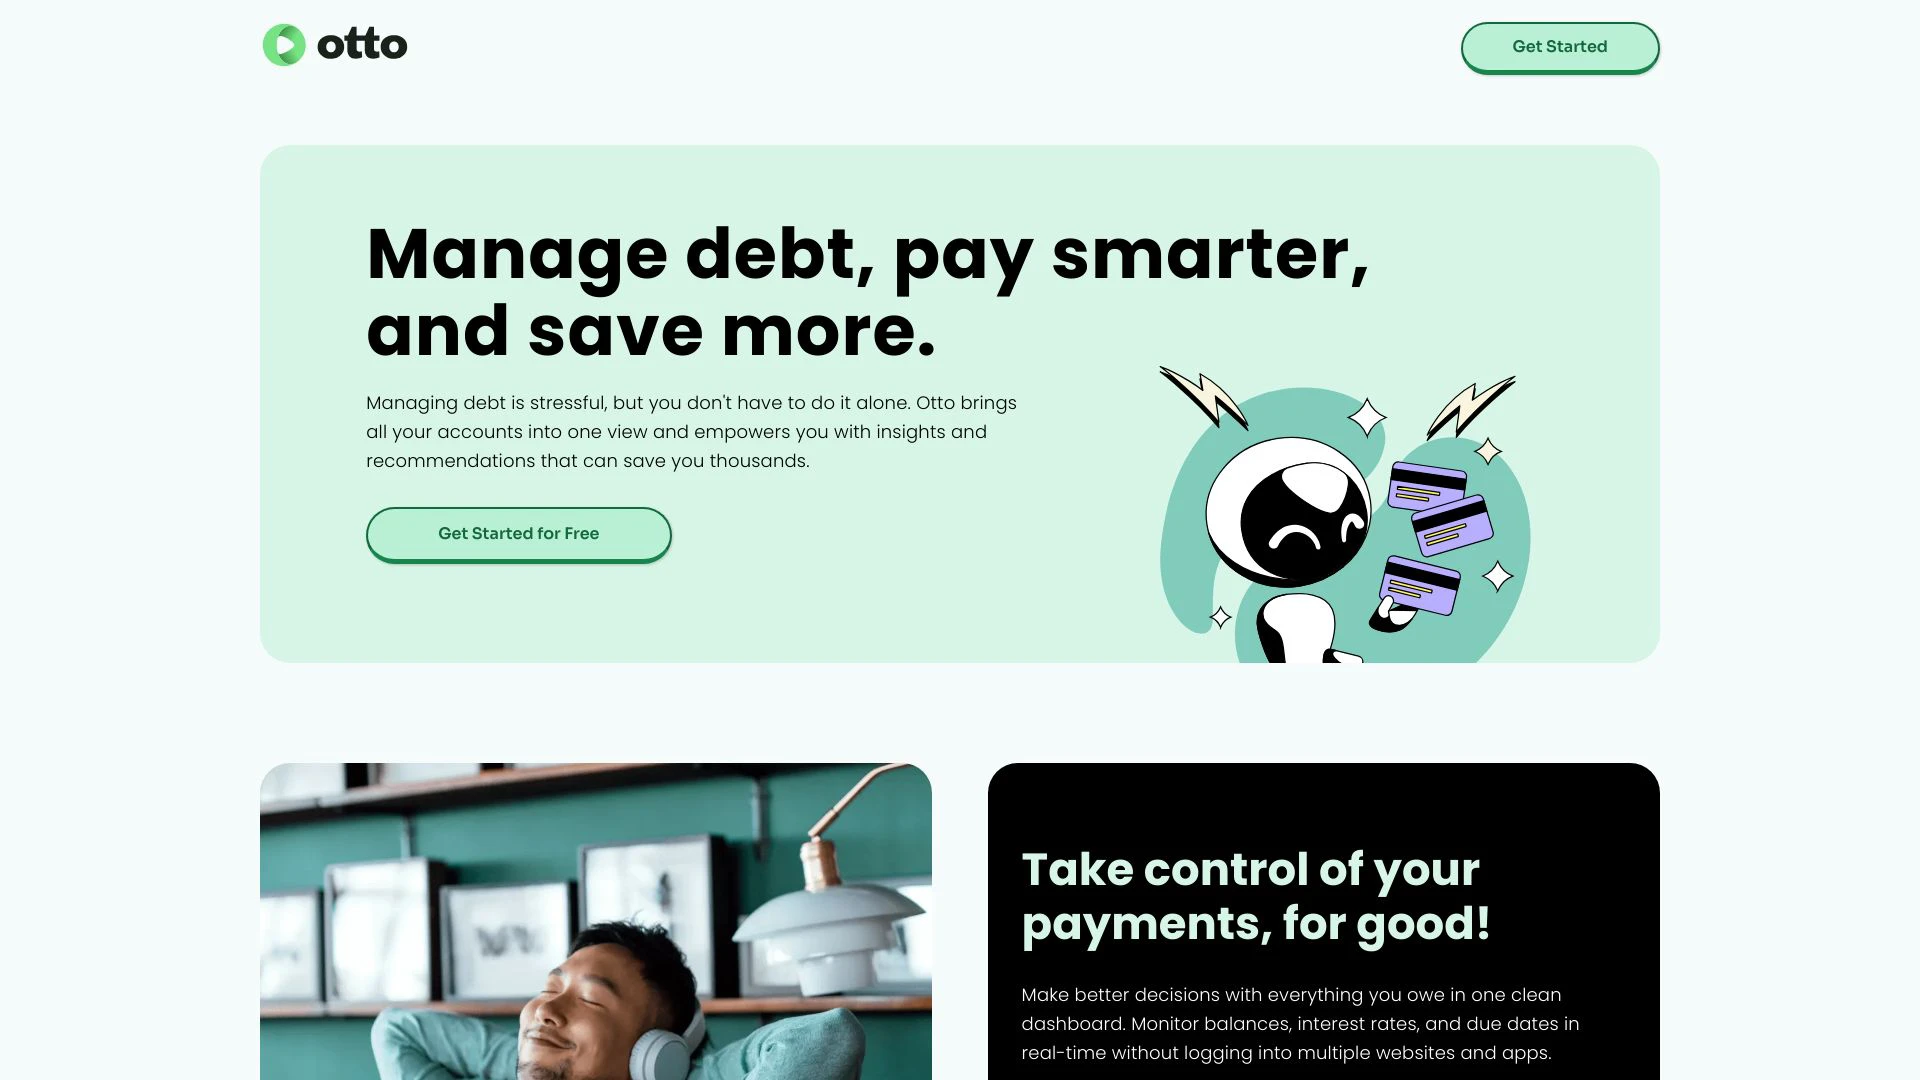 otto
Get Started
Manage debt, pay smarter,
and save more.
Managing debt is stressful, but you don't have to do it alone. Otto brings
all your accounts into one view and empowers you with insights and
recommendations that can save you thousands.
Get Started for Free
Take control of your
payments, for good!
Make better decisions with everything you owe in one clean
dashboard. Monitor balances, interest rates, and due dates in
real-time without logging into multiple websites and apps.